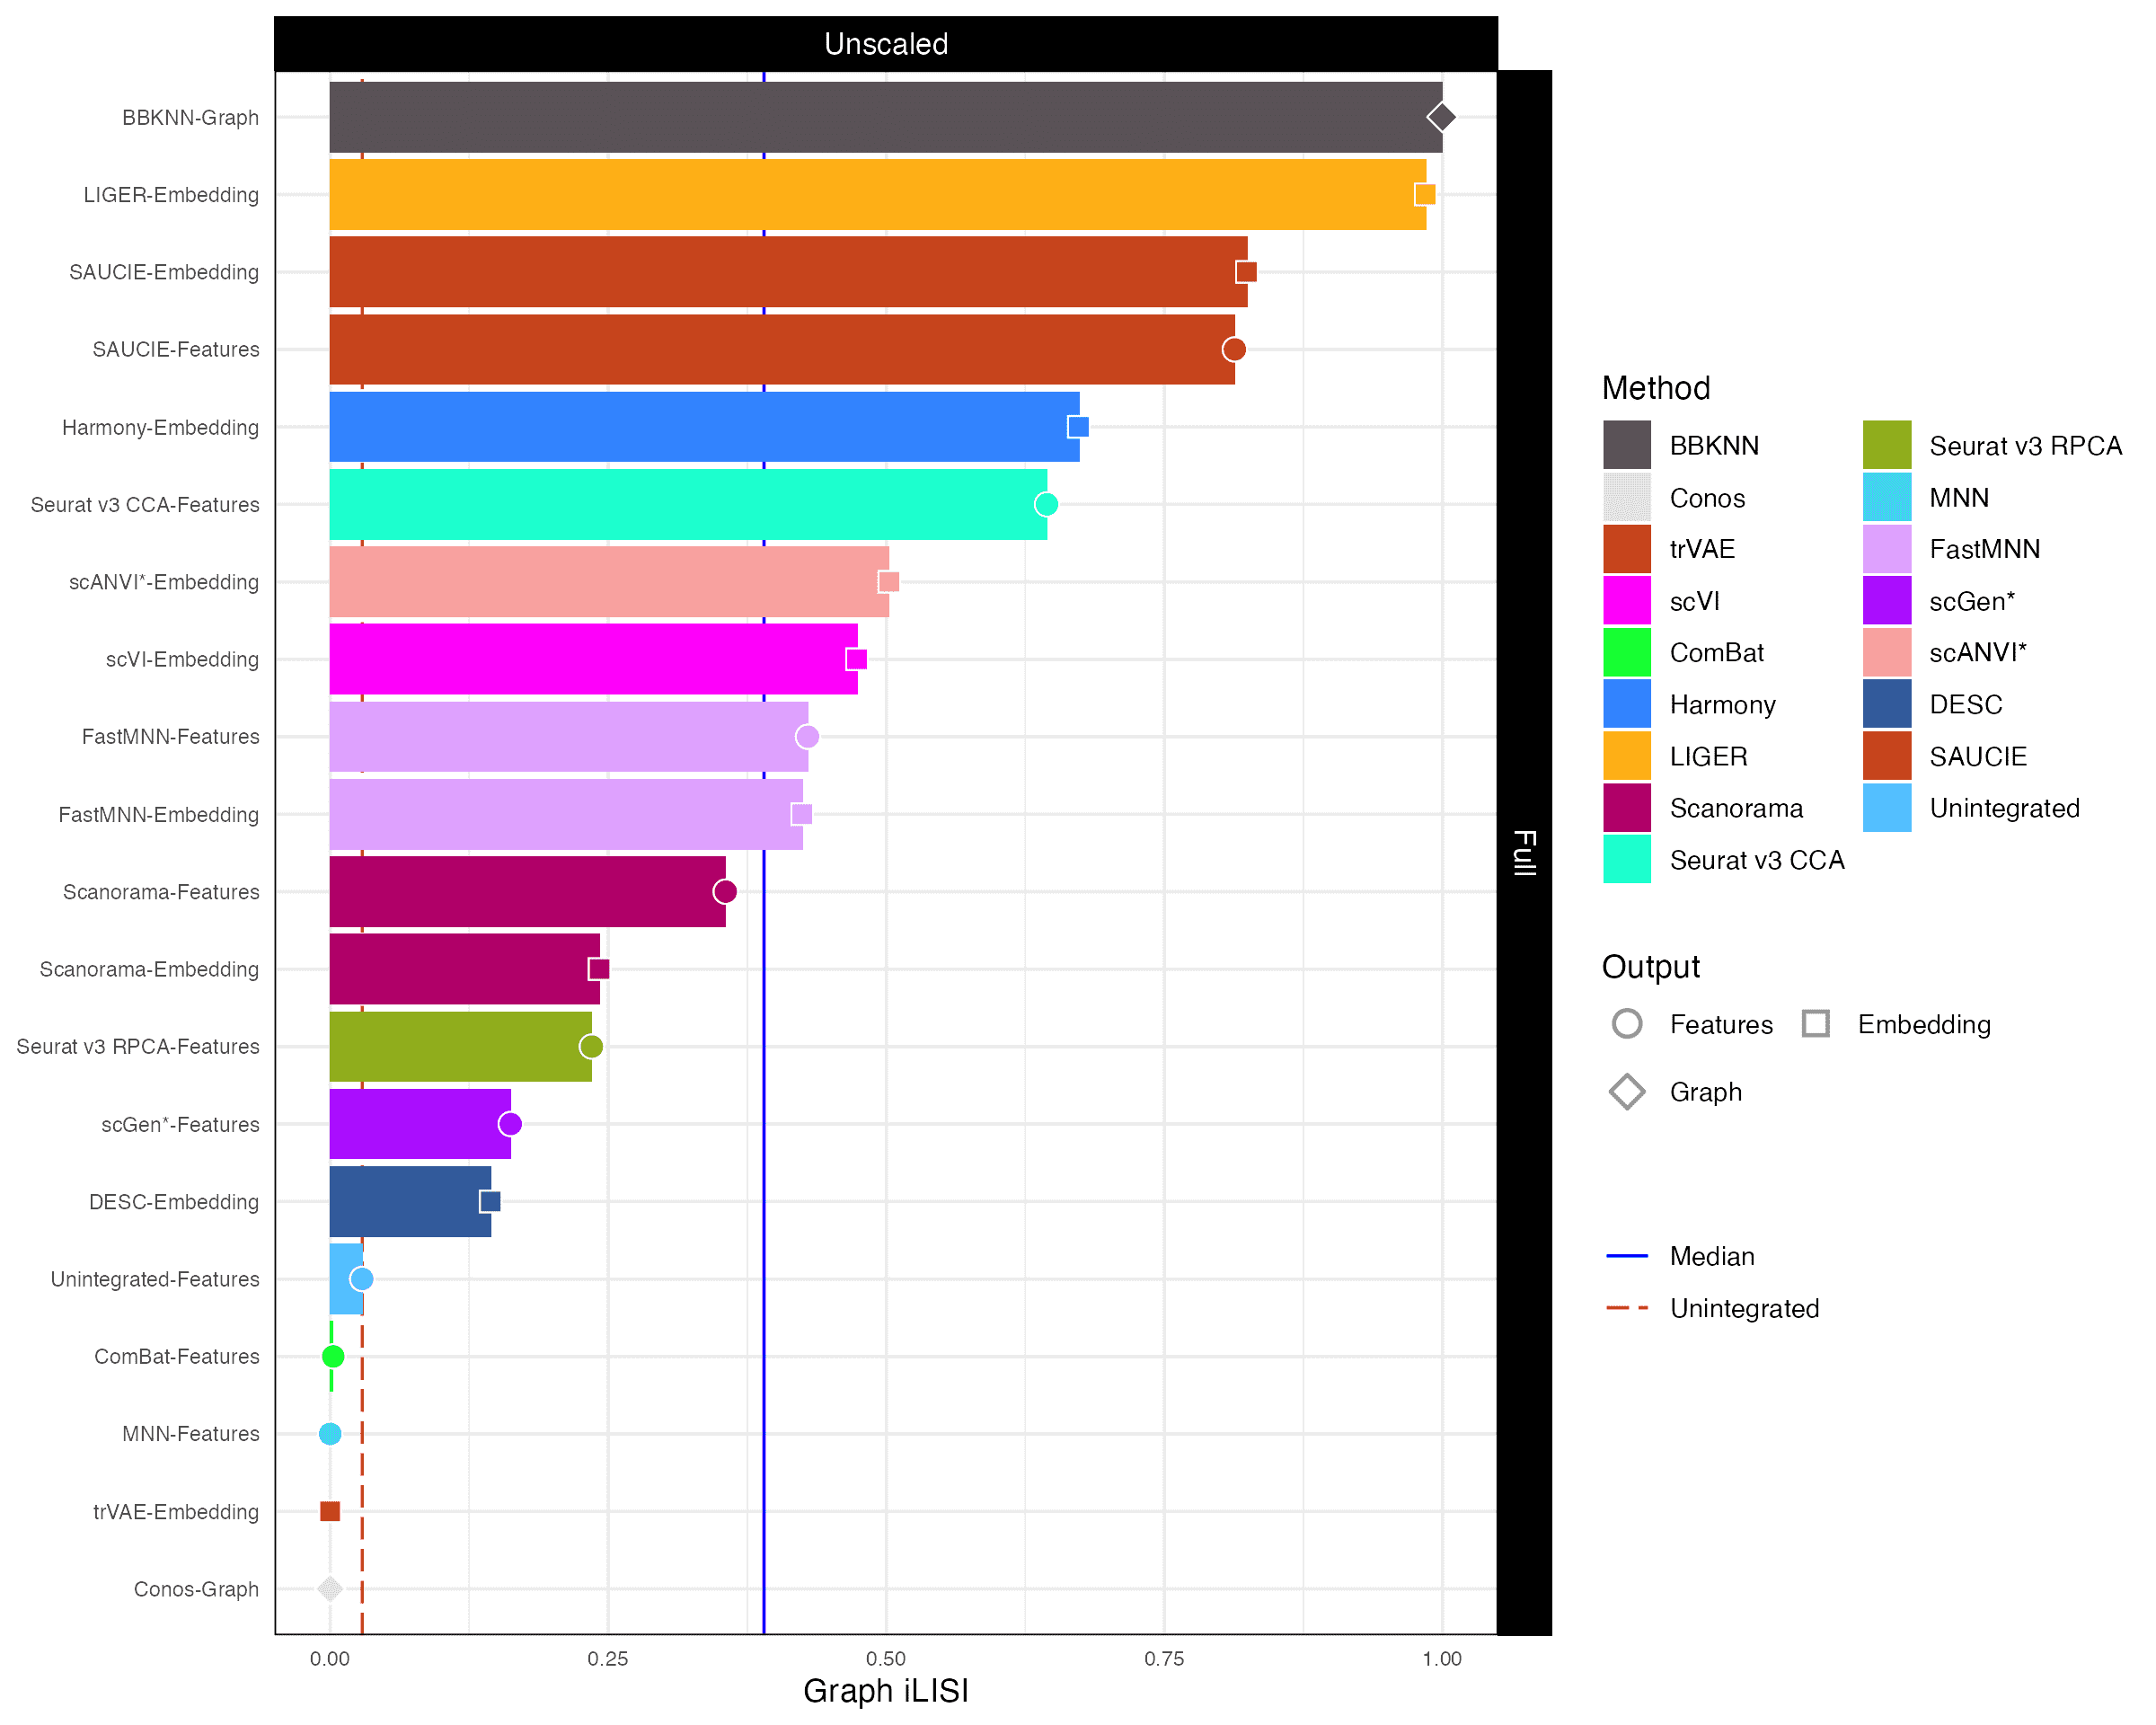 Unscaled
BBKNN-Graph
LIGER-Embedding
SAUCIE-Embedding
SAUCIE-Features
Harmony-Embedding
Seurat v3 CCA-Features
scANVI*-Embedding
scVI-Embedding
FastMNN-Features
FastMNN-Embedding
Scanorama-Features
Scanorama-Embedding
Seurat v3 RPCA-Features
scGen*-Features
DESC-Embedding
Unintegrated-Features
ComBat-Features
MNN-Features
trVAE-Embedding
Conos-Graph
0.00 0.25 0.50 0.75 1.00
Graph iLISI
Full
Method
BBKNN Seurat v3 RPCA
Conos MNN
trVAE FastMNN
scVI scGen*
ComBat scANVI*
Harmony DESC
LIGER SAUCIE
Scanorama Unintegrated
Seurat v3 CCA
Output
Features Embedding
Graph
Median
Unintegrated